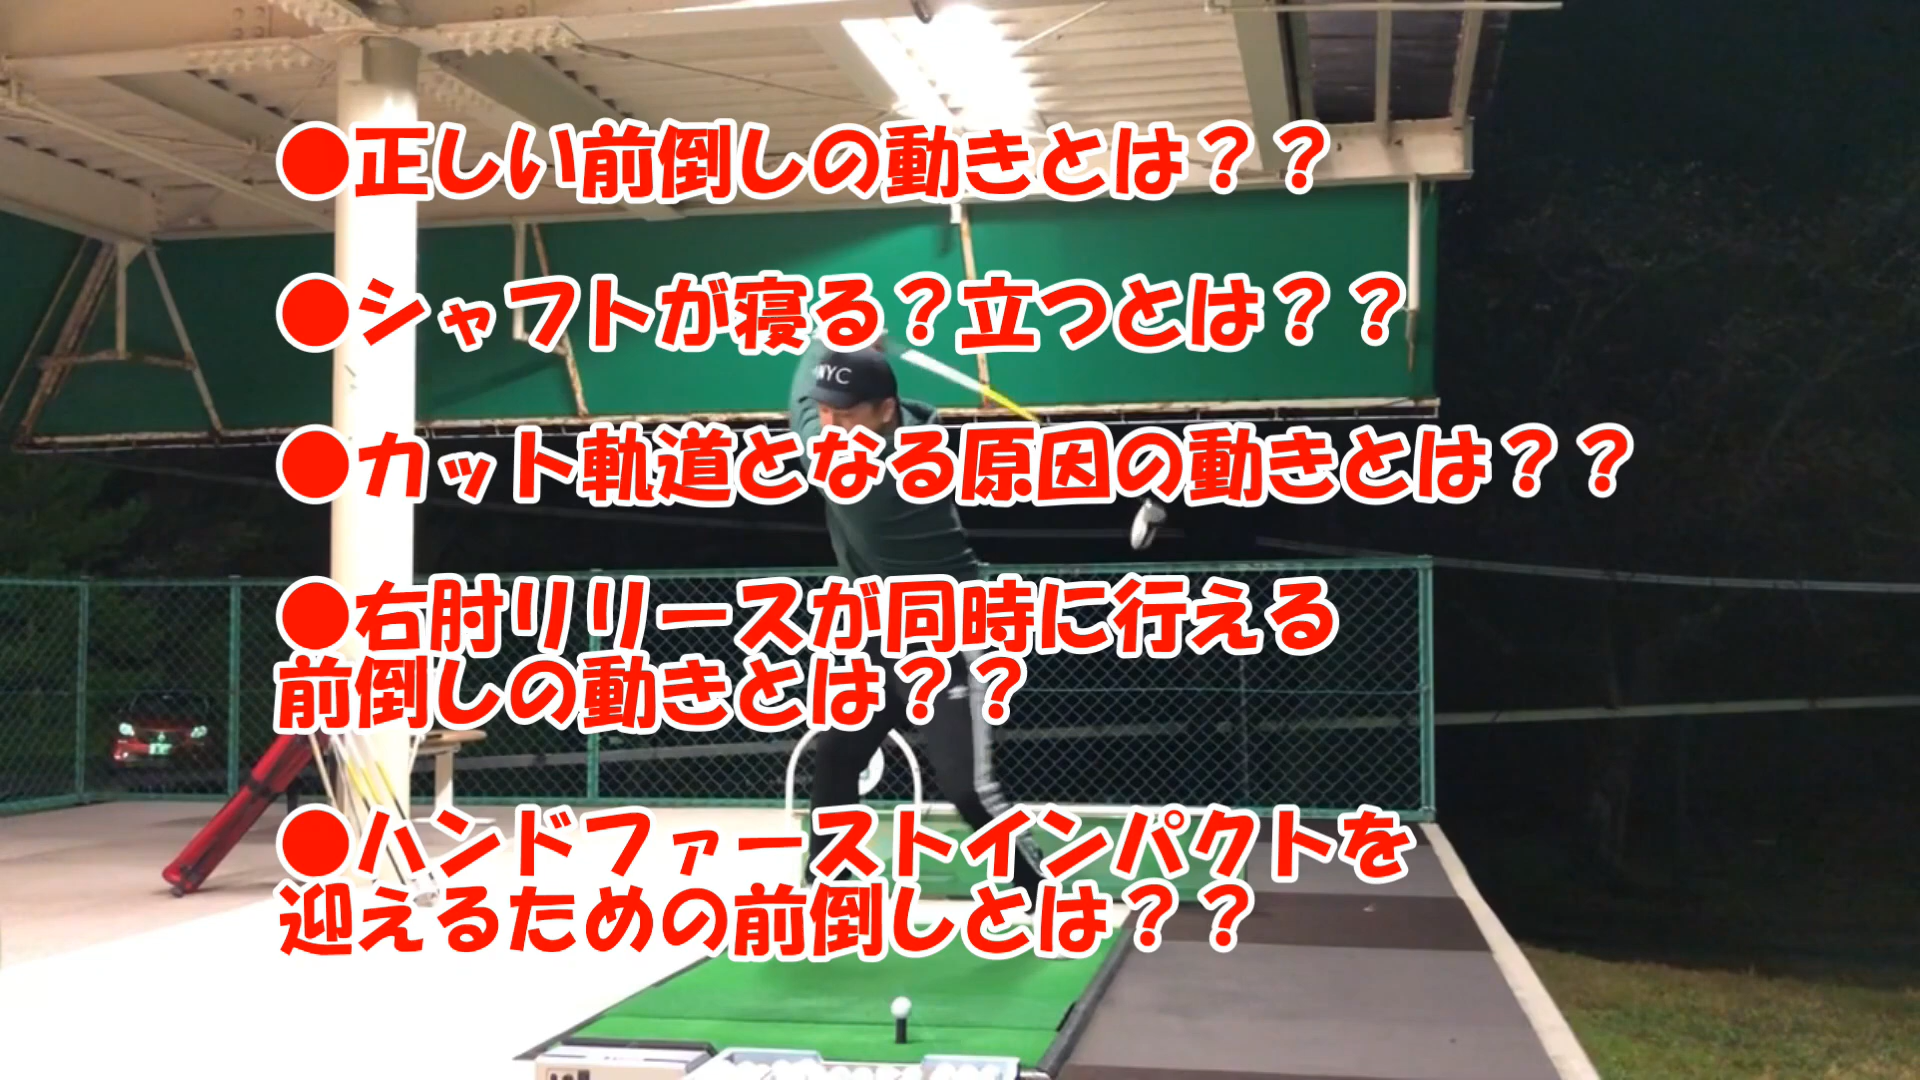 ●正しい前倒しの動きとは？？
●シャフトが寝る？立つとは？？
NYC
●カット軌道となる原因の動きとは？？
●右肘リリースが同時に行える
前倒しの動きとは？？
●ハンドファーストインパクトを
迎えるための前倒しとは？？